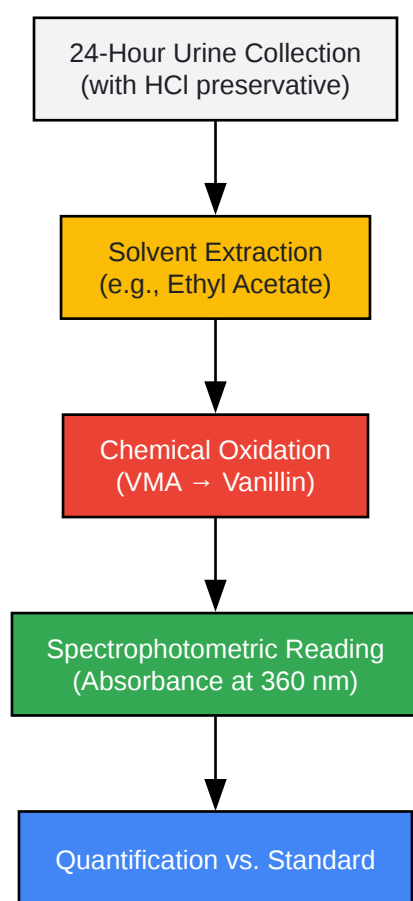 24-Hour Urine Collection
(with HCl preservative)
Solvent Extraction
(e.g., Ethyl Acetate)
Chemical Oxidation
(VMA → Vanillin)
Spectrophotometric Reading
(Absorbance at 360 nm)
Quantification vs. Standard